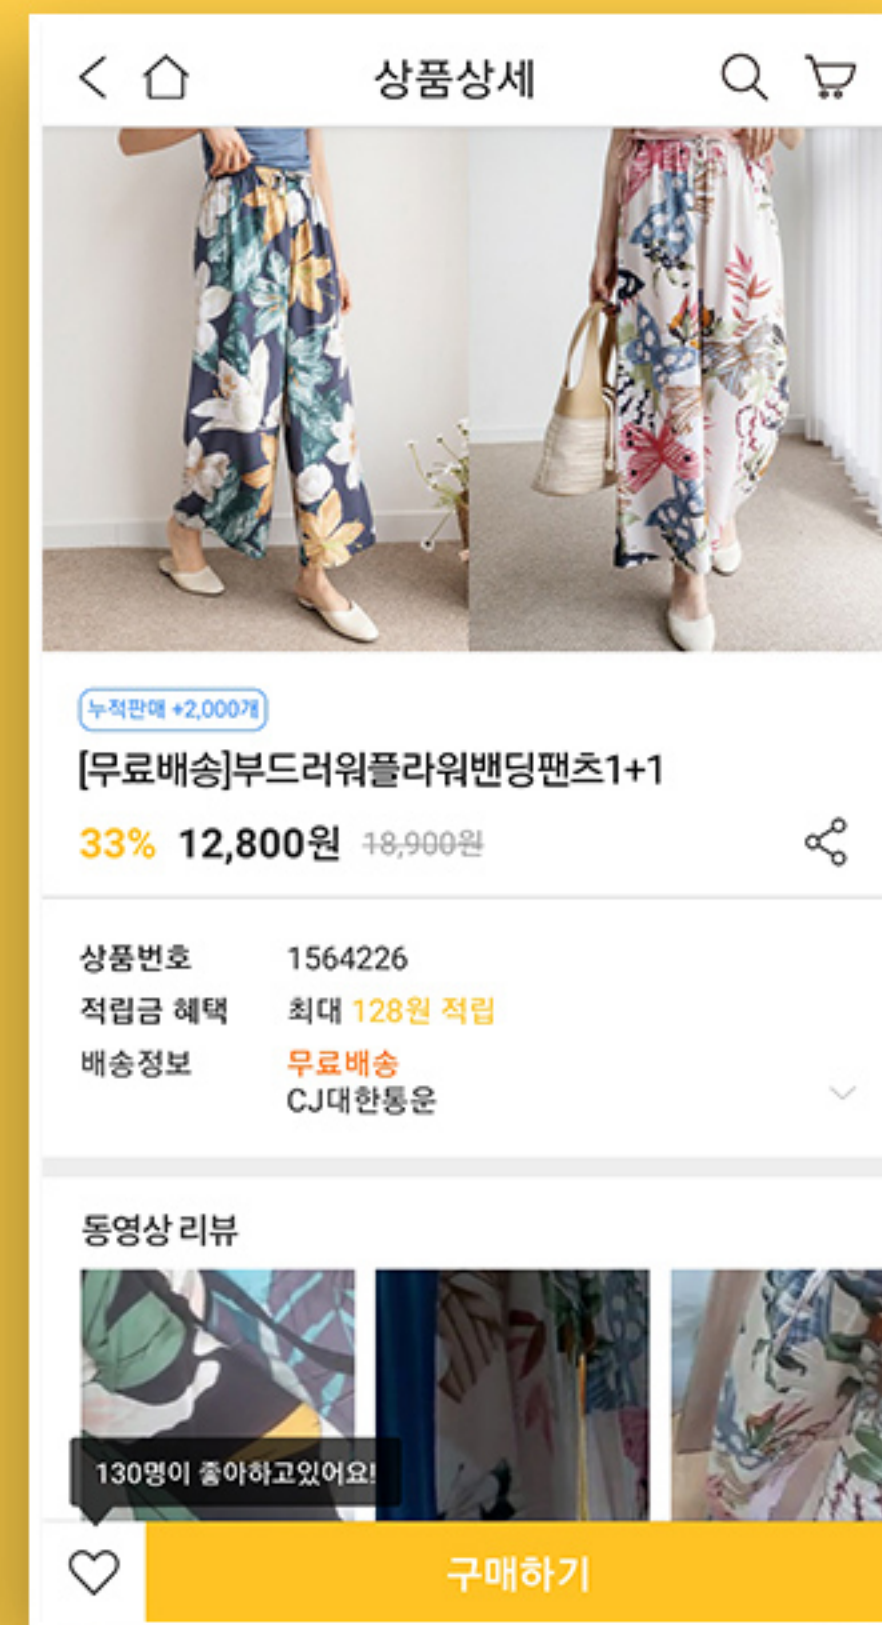 상품상세
누적판매 +2,000개
[무료배송]부드러워플라워밴딩팬츠1+1
33% 12,800원 18,900원
상품번호 1564226
적립금 혜택 최대 128원 적립
배송정보 무료배송
CJ대한통운
동영상 리뷰
130명이 좋아하고있어요!
구매하기